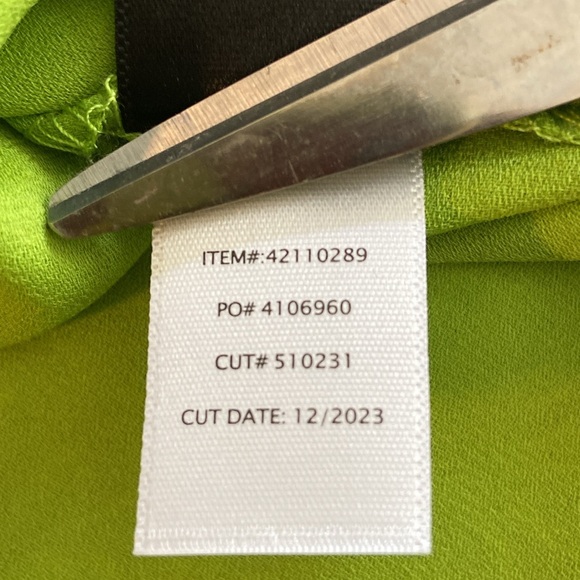 ITEM#:42110289
PO# 4106960
CUT# 510231
CUT DATE: 12/2023